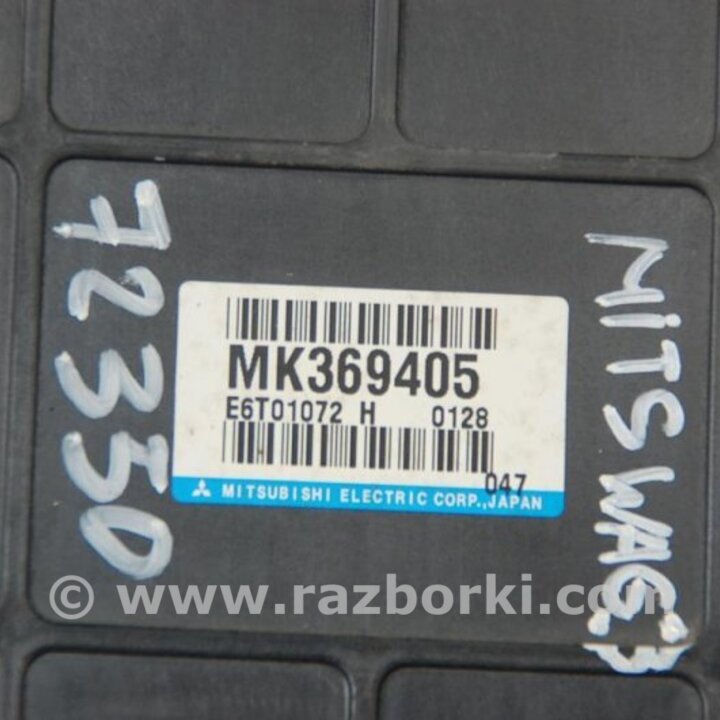 72350
MK369405
E6T01072 H 0128
047
MITSUBISHI ELECTRIC CORP.,JAPAN
MiTS WAG
© www.razborki.com